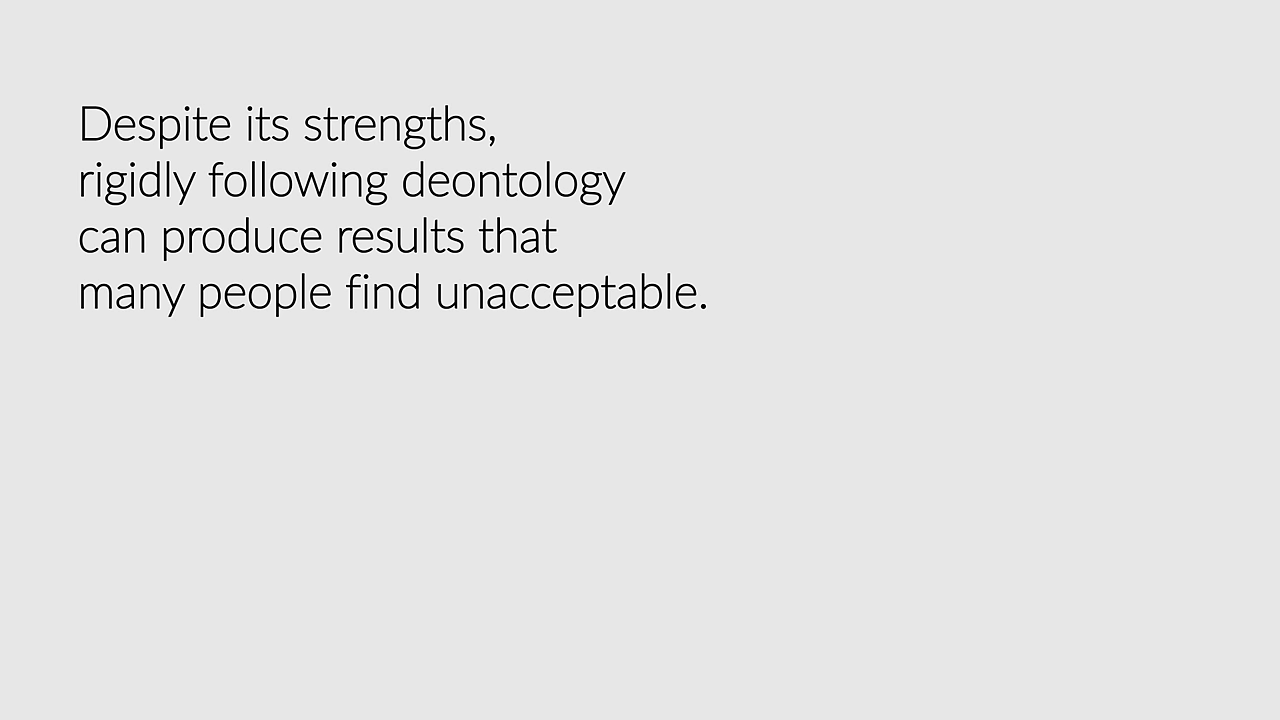 Despite its strengths,
rigidly following deontology
can produce results that
many people find unacceptable.